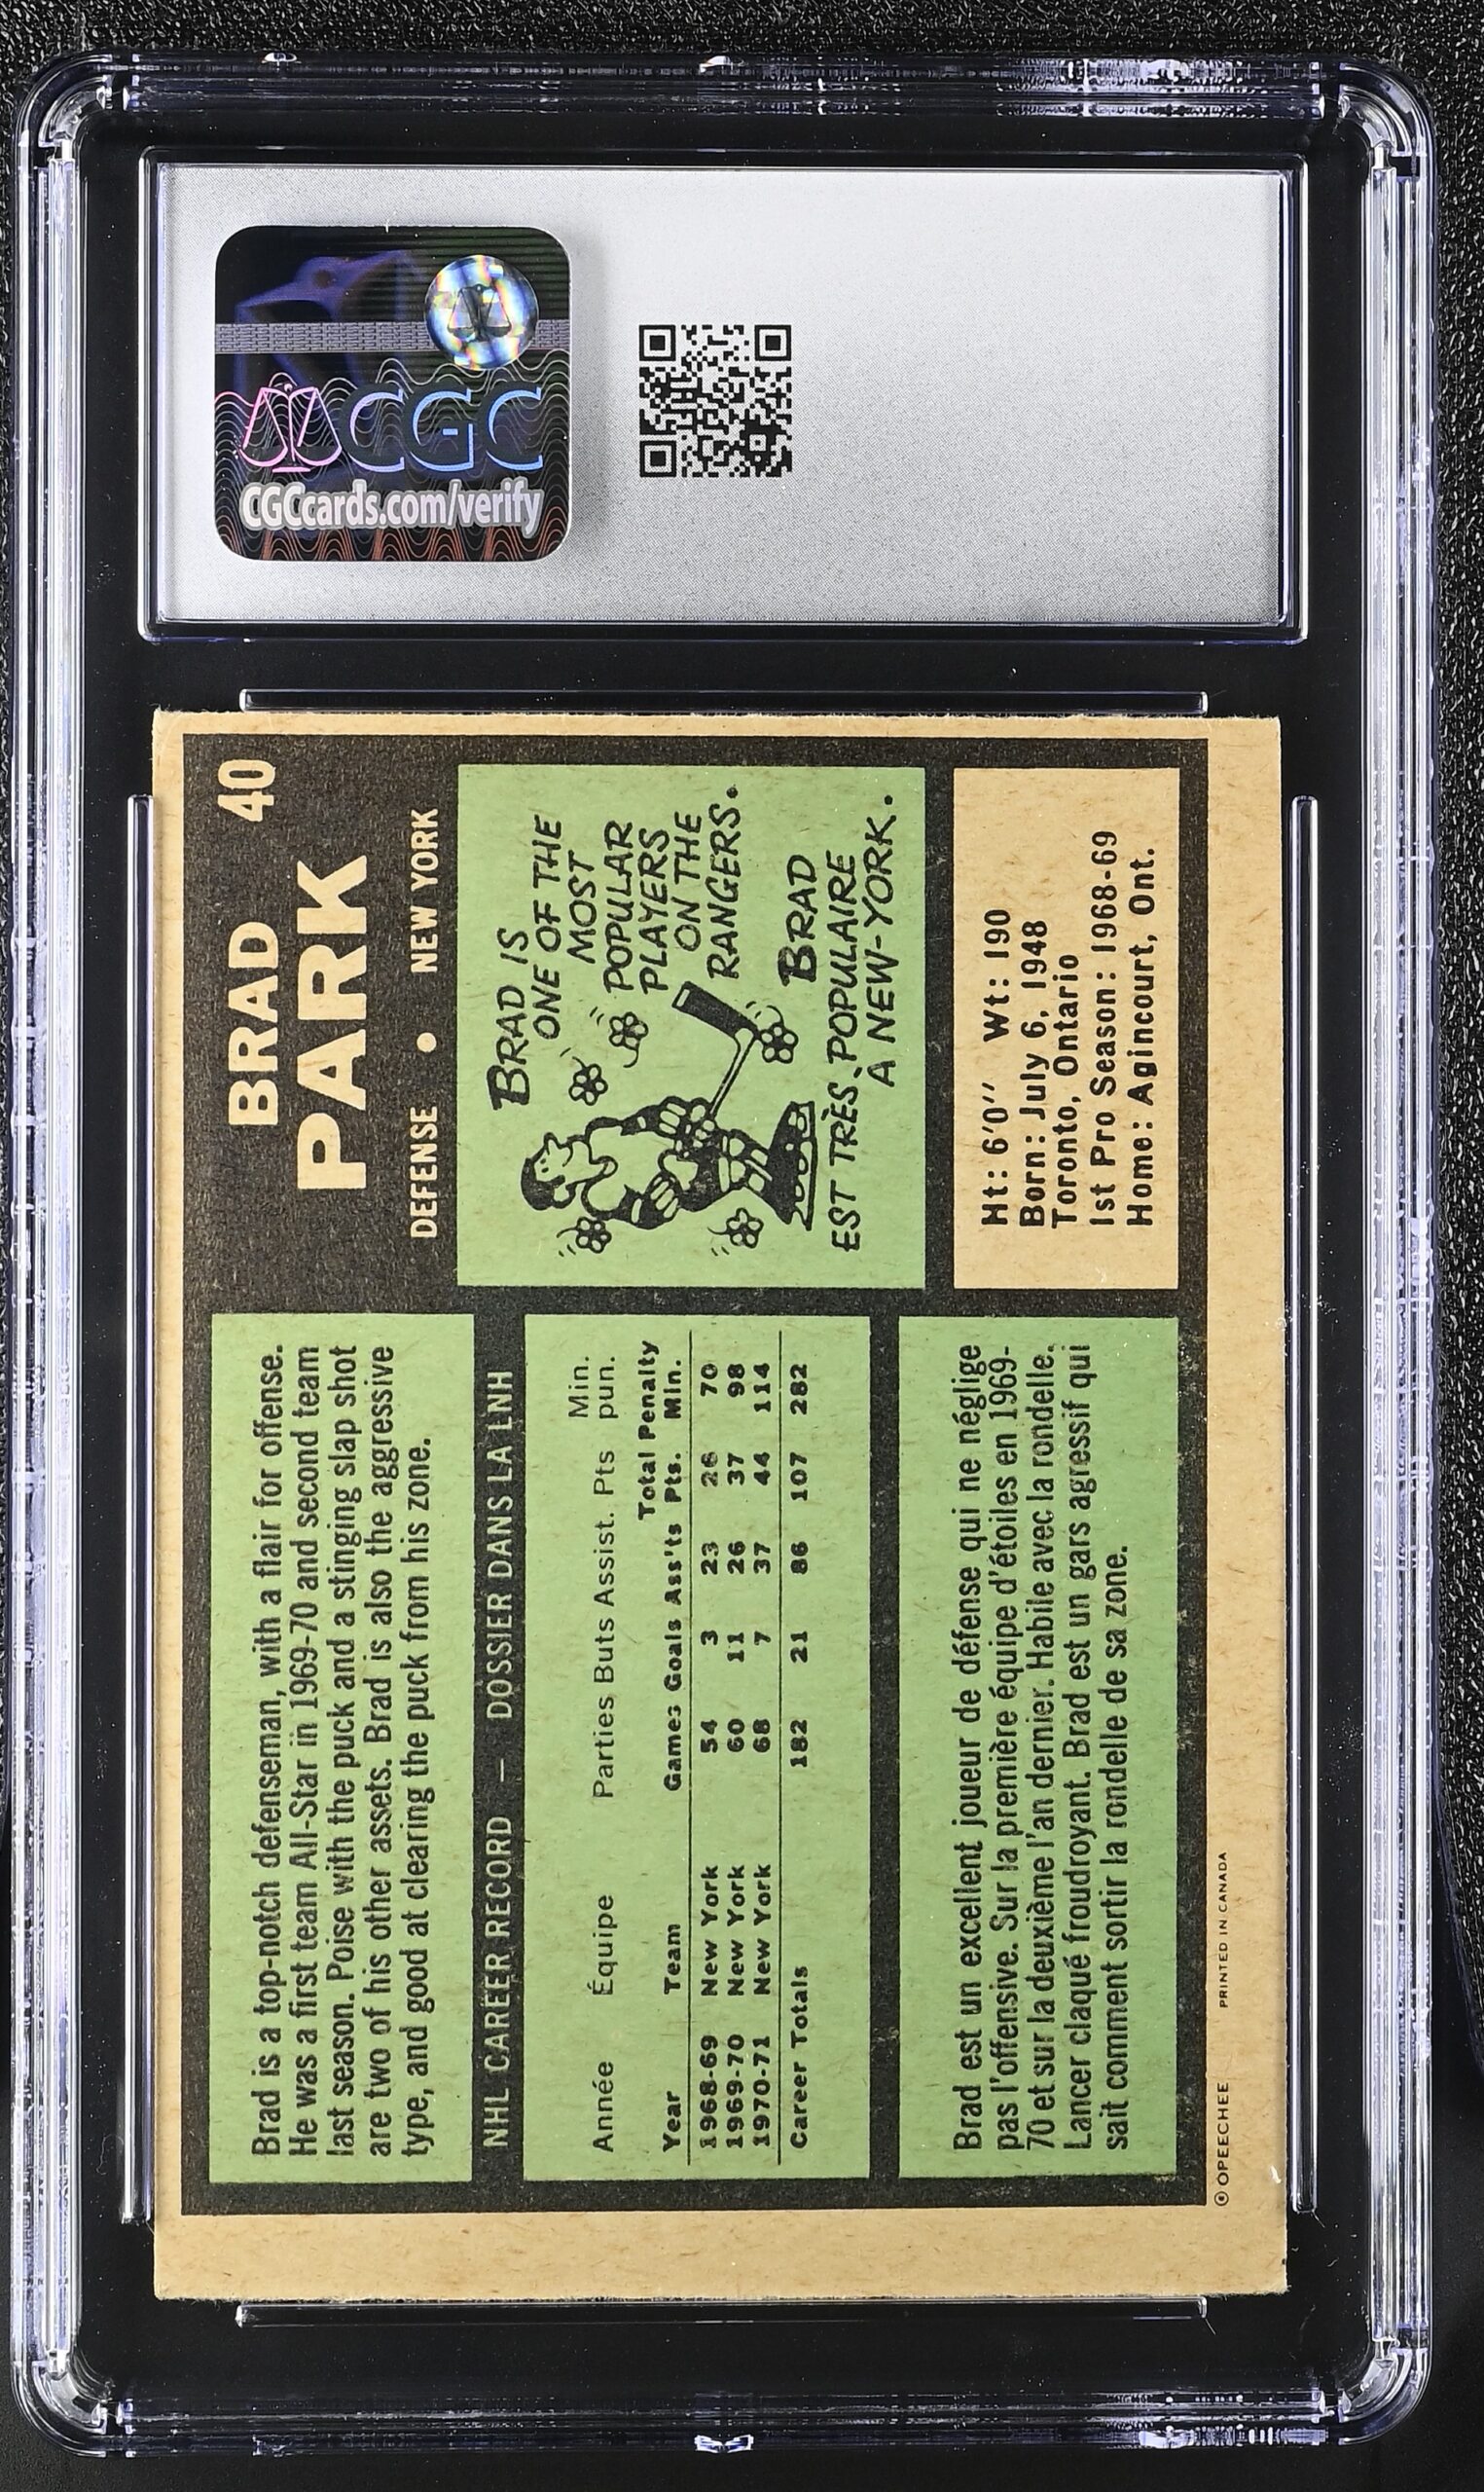 CGC
CGCcards.com/verify
BRAD 40
PARK
DEFENSE • NEW YORK
Brad is a top-notch defenseman, with a flair for offense.
He was a first team All-Star in 1969-70 and second team
last season. Poise with the puck and a stinging slap shot
are two of his other assets. Brad is also the aggressive
type, and good at clearing the puck from his zone.
NHL CAREER RECORD – DOSSIER DANS LA LNH
Année Équipe Parties Buts Assist. Pts Min. pun.
Year Team Games Goals Ass'ts Total Pts. Penalty Min.
1968-69 New York 54 3 23 26 70
1969-70 New York 60 11 26 37 98
1970-71 New York 68 7 37 44 114
Career Totals 182 21 86 107 282
Brad est un excellent joueur de défense qui ne néglige
pas l'offensive. Sur la première équipe d'étoiles en 1969-
70 et sur la deuxième l'an dernier. Habile avec la rondelle.
Lancer claqué froudroyant. Brad est un gars agressif qui
sait comment sortir la rondelle de sa zone.
BRAD IS
ONE OF THE
MOST
POPULAR
PLAYERS
ON THE
RANGERS.
BRAD
EST TRÈS POPULAIRE
A NEW-YORK.
Ht: 6'0'' Wt: 190
Born: July 6, 1948
Toronto, Ontario
1st Pro Season: 1968-69
Home: Agincourt, Ont.
© OPEECHEE PRINTED IN CANADA